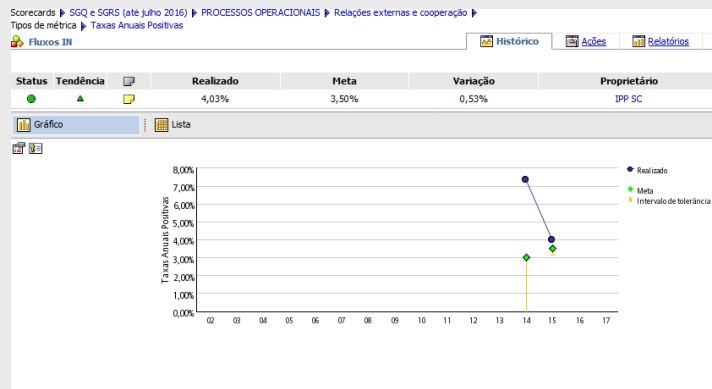 Scorecards SGQ e SGRS (até julho 2016) PROCESSOS OPERACIONAIS Relações externas e cooperação
Tipos de métrica Taxas Anuais Positivas
Fluxos IN
Histórico Ações Relatórios
Status Tendência Realizado Meta Variação Proprietário
4,03% 3,50% 0,53% IPP SC
Gráfico Lista
8,00%
7,00%
6,00%
5,00%
4,00%
3,00%
2,00%
1,00%
0,00%
Taxas Anuais Positivas
02 03 04 05 06 07 08 09 10 11 12 13 14 15 16 17
Realizado
Meta
Intervalo de tolerância